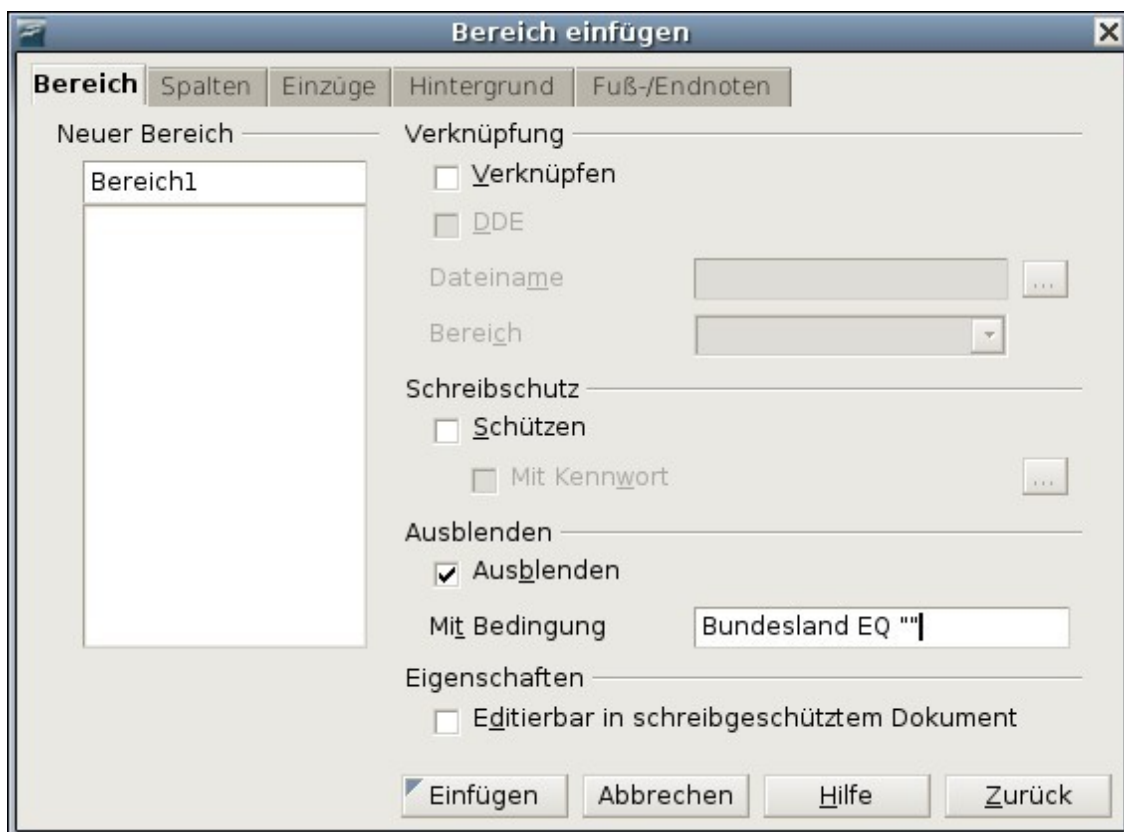 Bereich einfügen
Bereich Spalten Einzüge Hintergrund Fuß-/Endnoten
Neuer Bereich
Bereich1
Verknüpfung
Verknüpfen
DDE
Dateiname ...
Bereich
Schreibschutz
Schützen
Mit Kennwort ...
Ausblenden
Ausblenden
Mit Bedingung Bundesland EQ ""
Eigenschaften
Editierbar in schreibgeschütztem Dokument
Einfügen Abbrechen Hilfe Zurück